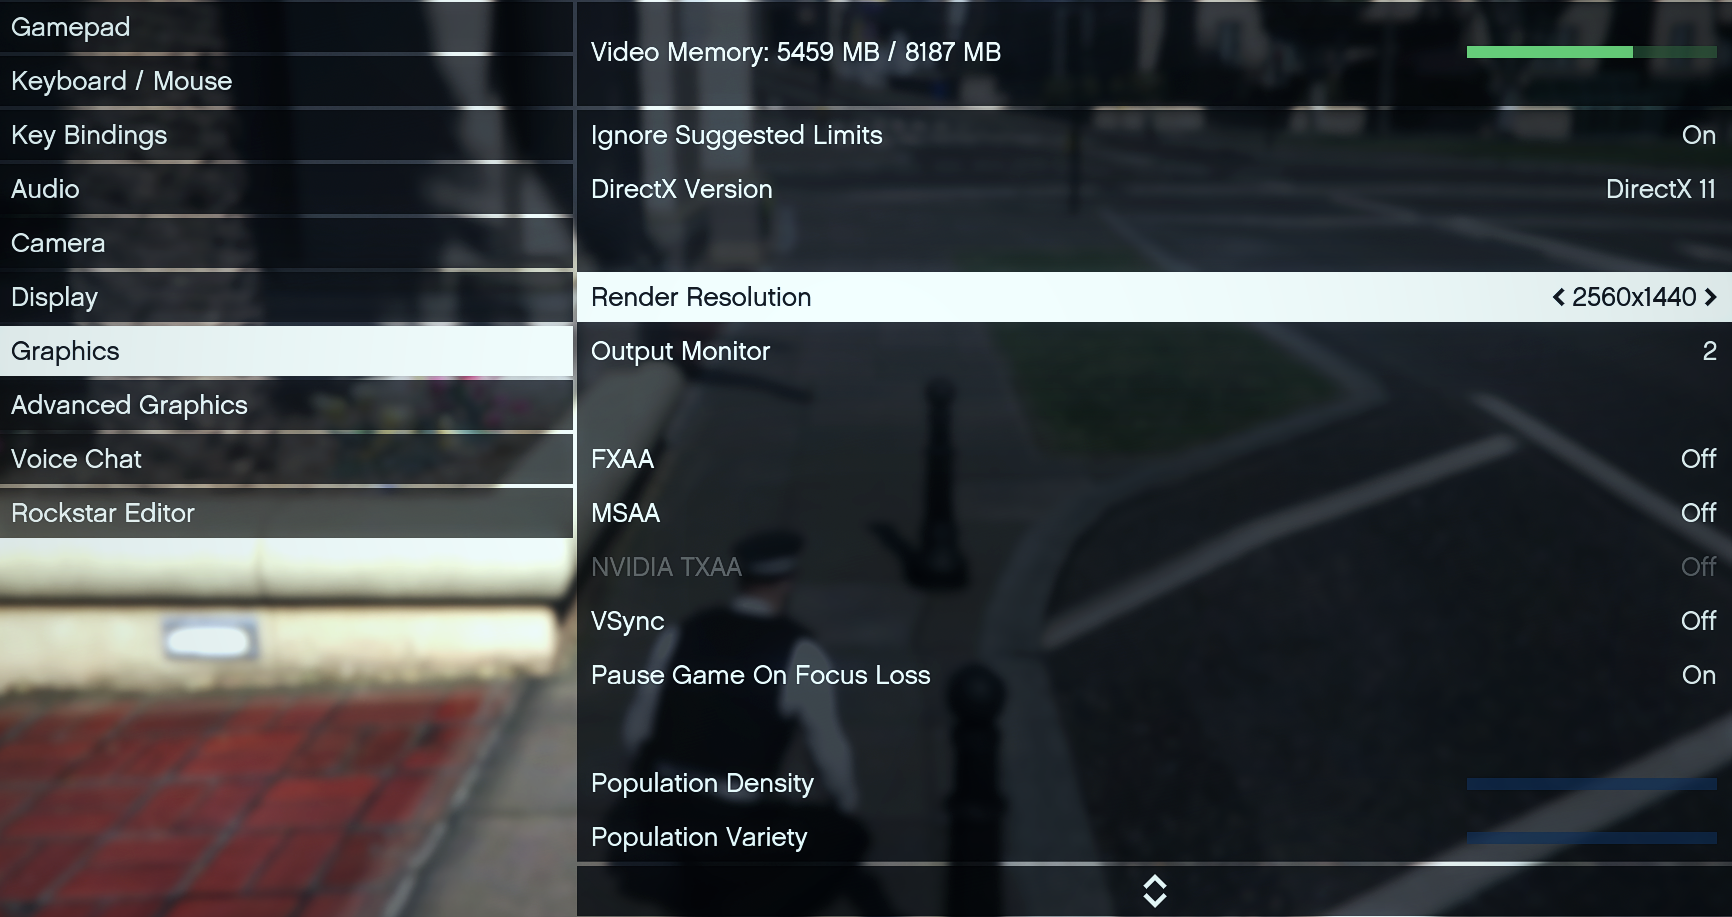 Gamepad
Keyboard / Mouse
Key Bindings
Audio
Camera
Display
Graphics
Advanced Graphics
Voice Chat
Rockstar Editor
Video Memory: 5459 MB / 8187 MB
Ignore Suggested Limits On
DirectX Version DirectX 11
Render Resolution 2560x1440
Output Monitor 2
FXAA Off
MSAA Off
NVIDIA TXAA Off
VSync Off
Pause Game On Focus Loss On
Population Density
Population Variety